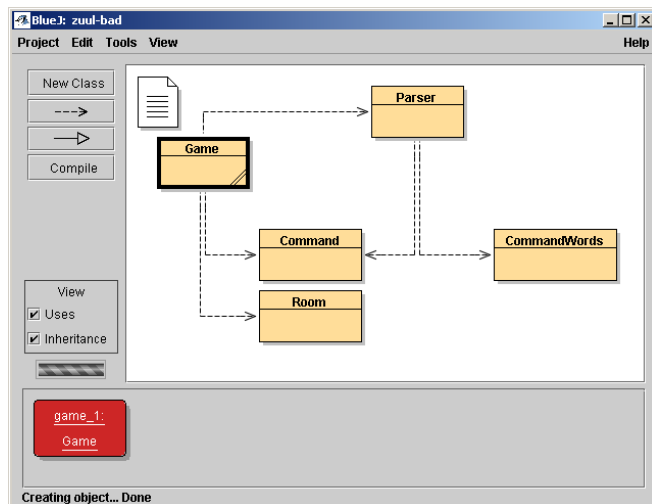 BlueJ: zuul-bad
Project Edit Tools View Help
New Class
Compile
View
Uses
Inheritance
Parser
Game
Command
CommandWords
Room
game_1:
Game
Creating object... Done